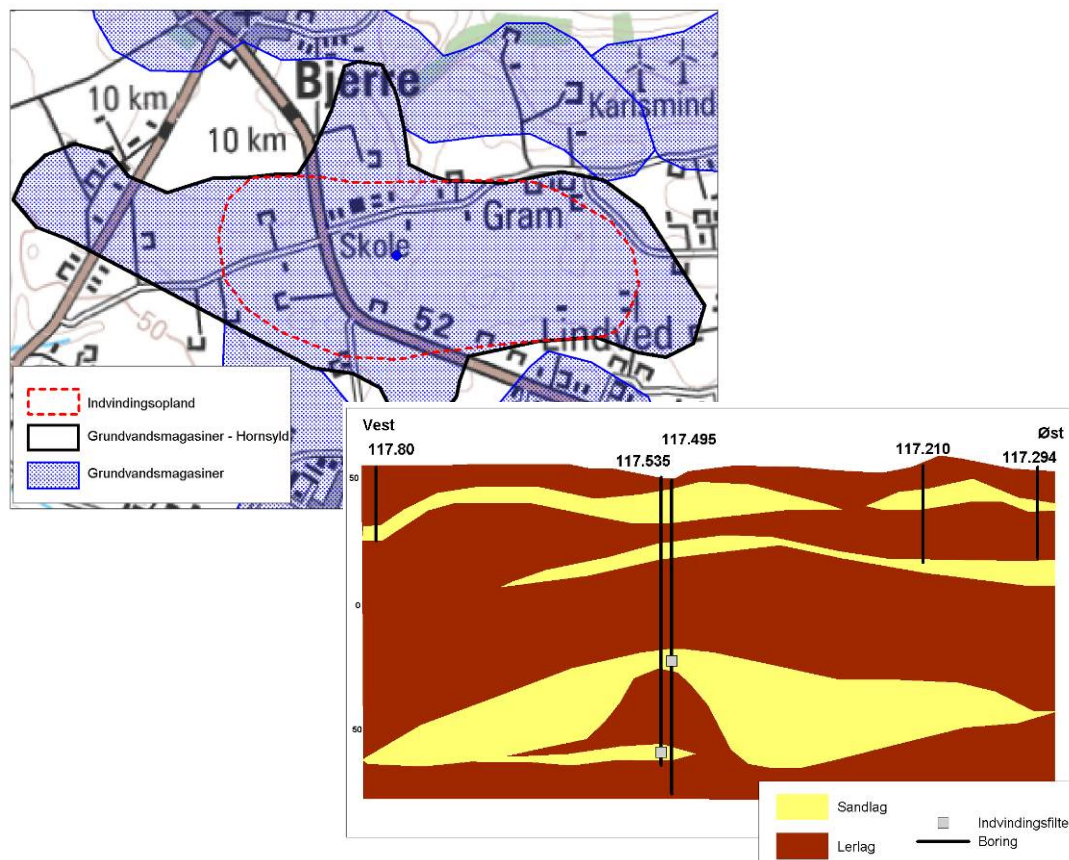 Bjerre
10 km
10 km
Karlsmind
Gram
Skole
52
Lindved
50
Indvindingsopland
Grundvandsmagasiner - Hornsyld
Grundvandsmagasiner
Vest
Øst
117.80
117.535
117.495
117.210
117.294
50
0
50
Sandlag
Lerlag
Indvindingsfilte
Boring